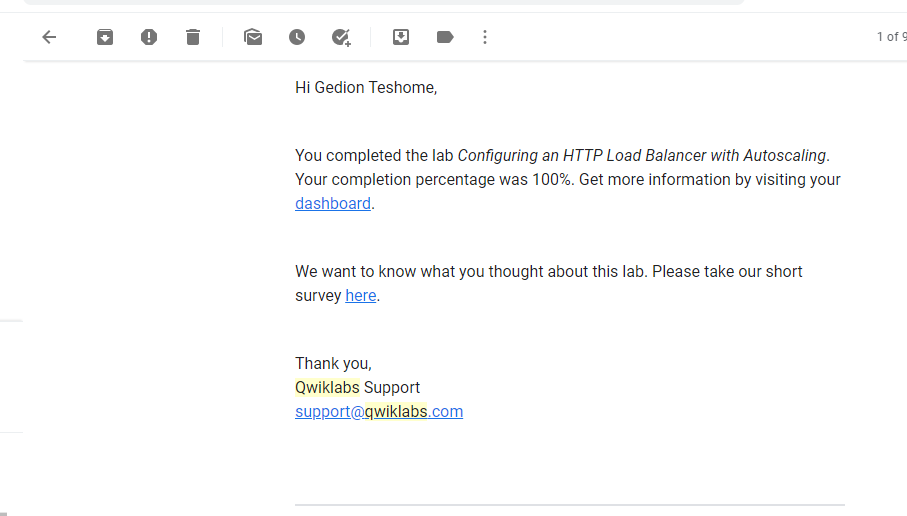 1 of 9
Hi Gedion Teshome,
You completed the lab Configuring an HTTP Load Balancer with Autoscaling.
Your completion percentage was 100%. Get more information by visiting your
dashboard.
We want to know what you thought about this lab. Please take our short
survey here.
Thank you,
Qwiklabs Support
support@qwiklabs.com